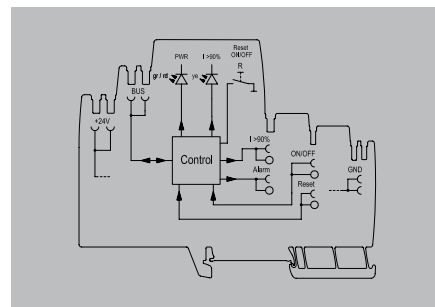 PWR
I >90%
Reset
ON/OFF
R
gr / rd
ye
BUS
+24V
I >90%
Control
ON/OFF
Alarm
GND
Reset